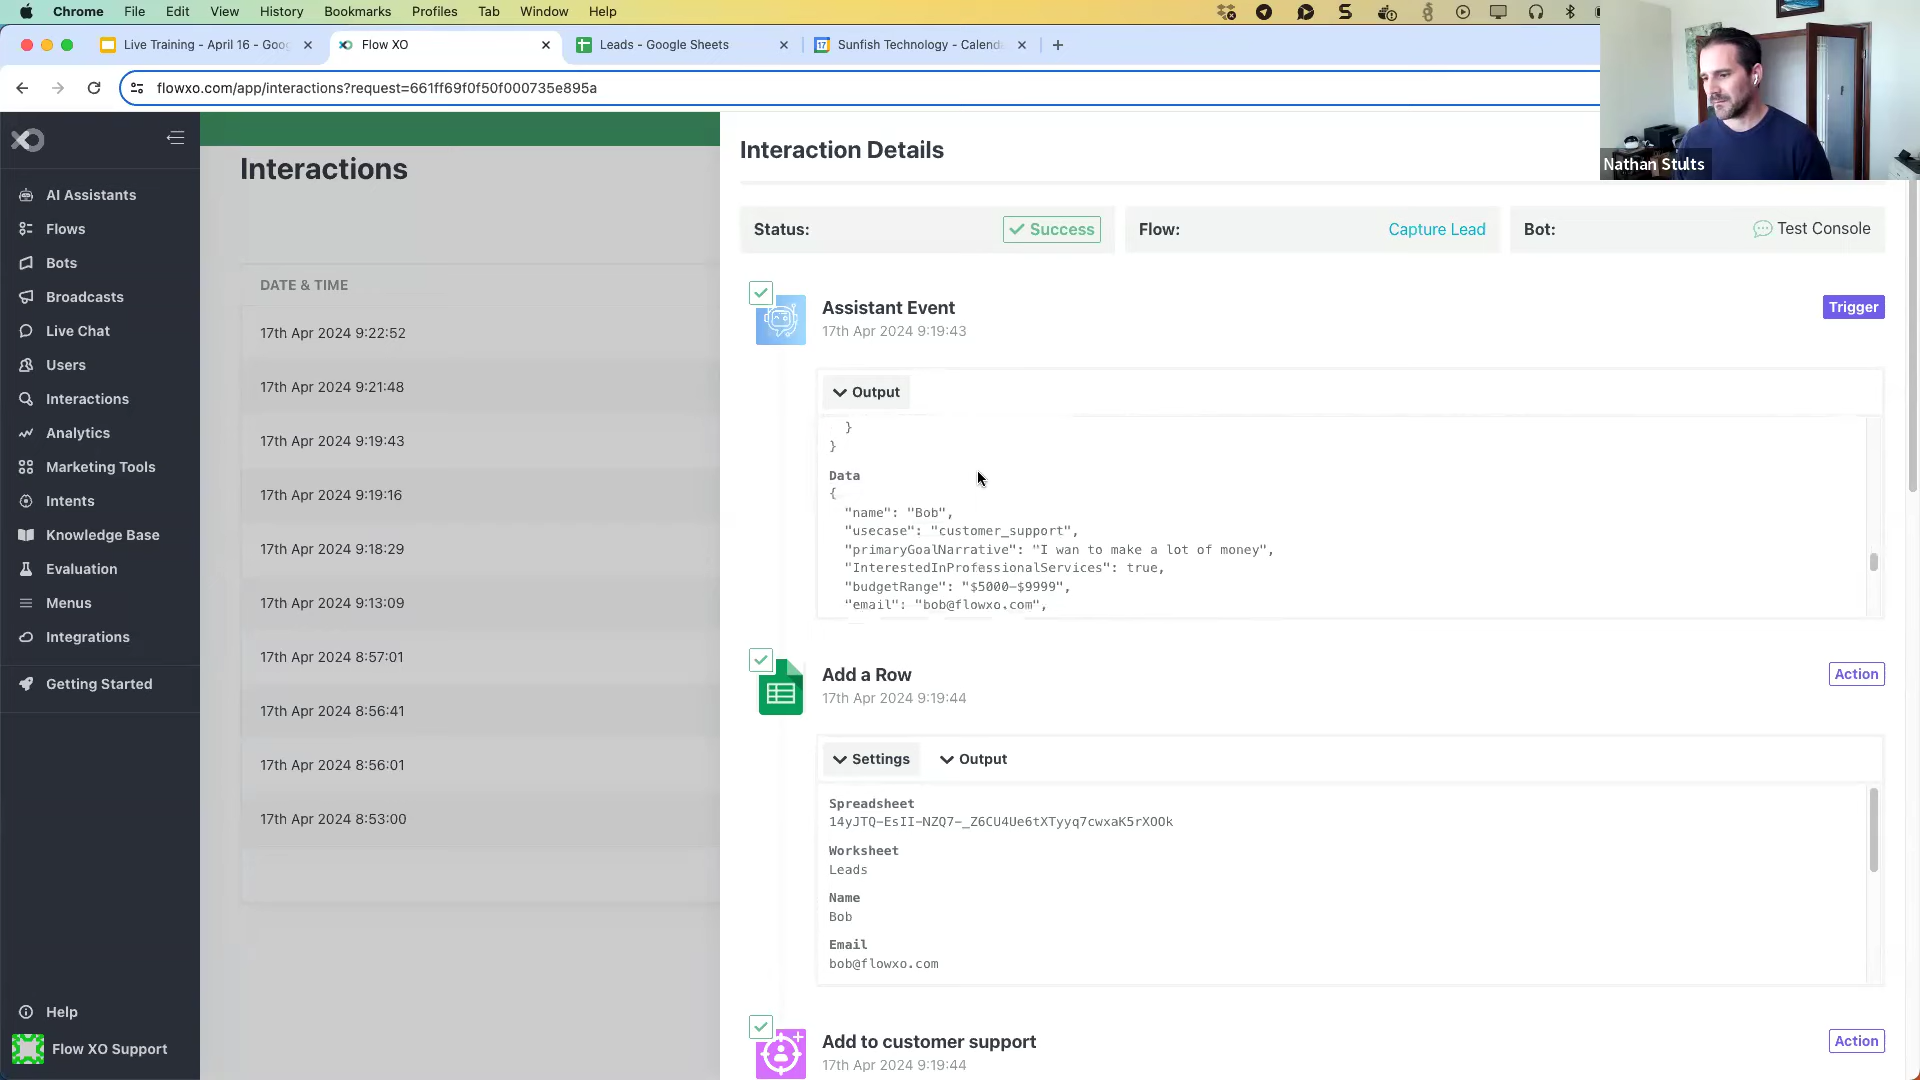 Chrome File Edit View History Bookmarks Profiles Tab Window Help
Live Training - April 16 - Goog
Flow XO
Leads - Google Sheets
Sunfish Technology - Calend
flowxo.com/app/interactions?request=661ff69f0f50f000735e895a
Nathan Stults
AI Assistants
Flows
Bots
Broadcasts
Live Chat
Users
Interactions
Analytics
Marketing Tools
Intents
Knowledge Base
Evaluation
Menus
Integrations
Getting Started
Help
Flow XO Support
Interactions
DATE & TIME
17th Apr 2024 9:22:52
17th Apr 2024 9:21:48
17th Apr 2024 9:19:43
17th Apr 2024 9:19:16
17th Apr 2024 9:18:29
17th Apr 2024 9:13:09
17th Apr 2024 8:57:01
17th Apr 2024 8:56:41
17th Apr 2024 8:56:01
17th Apr 2024 8:53:00
Interaction Details
Status: Success
Flow: Capture Lead
Bot: Test Console
Assistant Event
Trigger
17th Apr 2024 9:19:43
Output
}
}
Data
{
"name": "Bob",
"usecase": "customer_support",
"primaryGoalNarrative": "I wan to make a lot of money",
"InterestedInProfessionalServices": true,
"budgetRange": "$5000–$9999",
"email": "bob@flowxo.com",
Add a Row
Action
17th Apr 2024 9:19:44
Settings Output
Spreadsheet
14yJTQ-EsII-NZQ7-_Z6CU4Ue6tXTyyq7cwxaK5rXOOk
Worksheet
Leads
Name
Bob
Email
bob@flowxo.com
Add to customer support
Action
17th Apr 2024 9:19:44